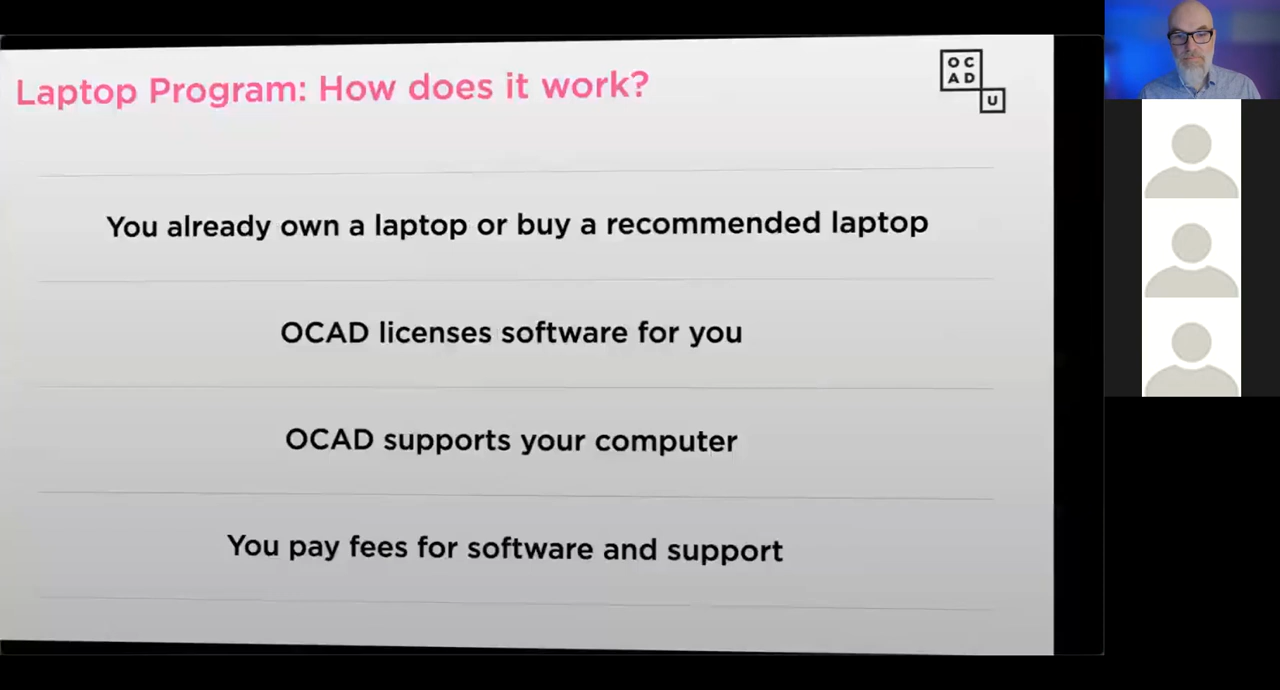 Laptop Program: How does it work?
OC
AD
U
You already own a laptop or buy a recommended laptop
OCAD licenses software for you
OCAD supports your computer
You pay fees for software and support